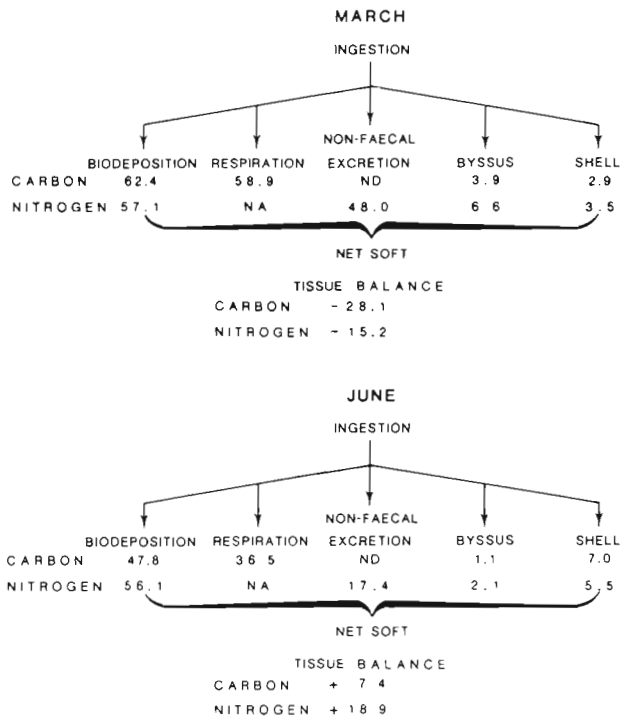 MARCH
INGESTION
NON-FAECAL
BIODEPOSITION RESPIRATION EXCRETION BYSSUS SHELL
CARBON 62.4 58.9 ND 3.9 2.9
NITROGEN 57.1 NA 48.0 6 6 3.5
NET SOFT
TISSUE BALANCE
CARBON - 28.1
NITROGEN - 15.2
JUNE
INGESTION
NON-FAECAL
BIODEPOSITION RESPIRATION EXCRETION BYSSUS SHELL
CARBON 47.8 36 5 ND 1.1 7.0
NITROGEN 56.1 NA 17.4 2.1 5.5
NET SOFT
TISSUE BALANCE
CARBON + 7 4
NITROGEN + 18 9